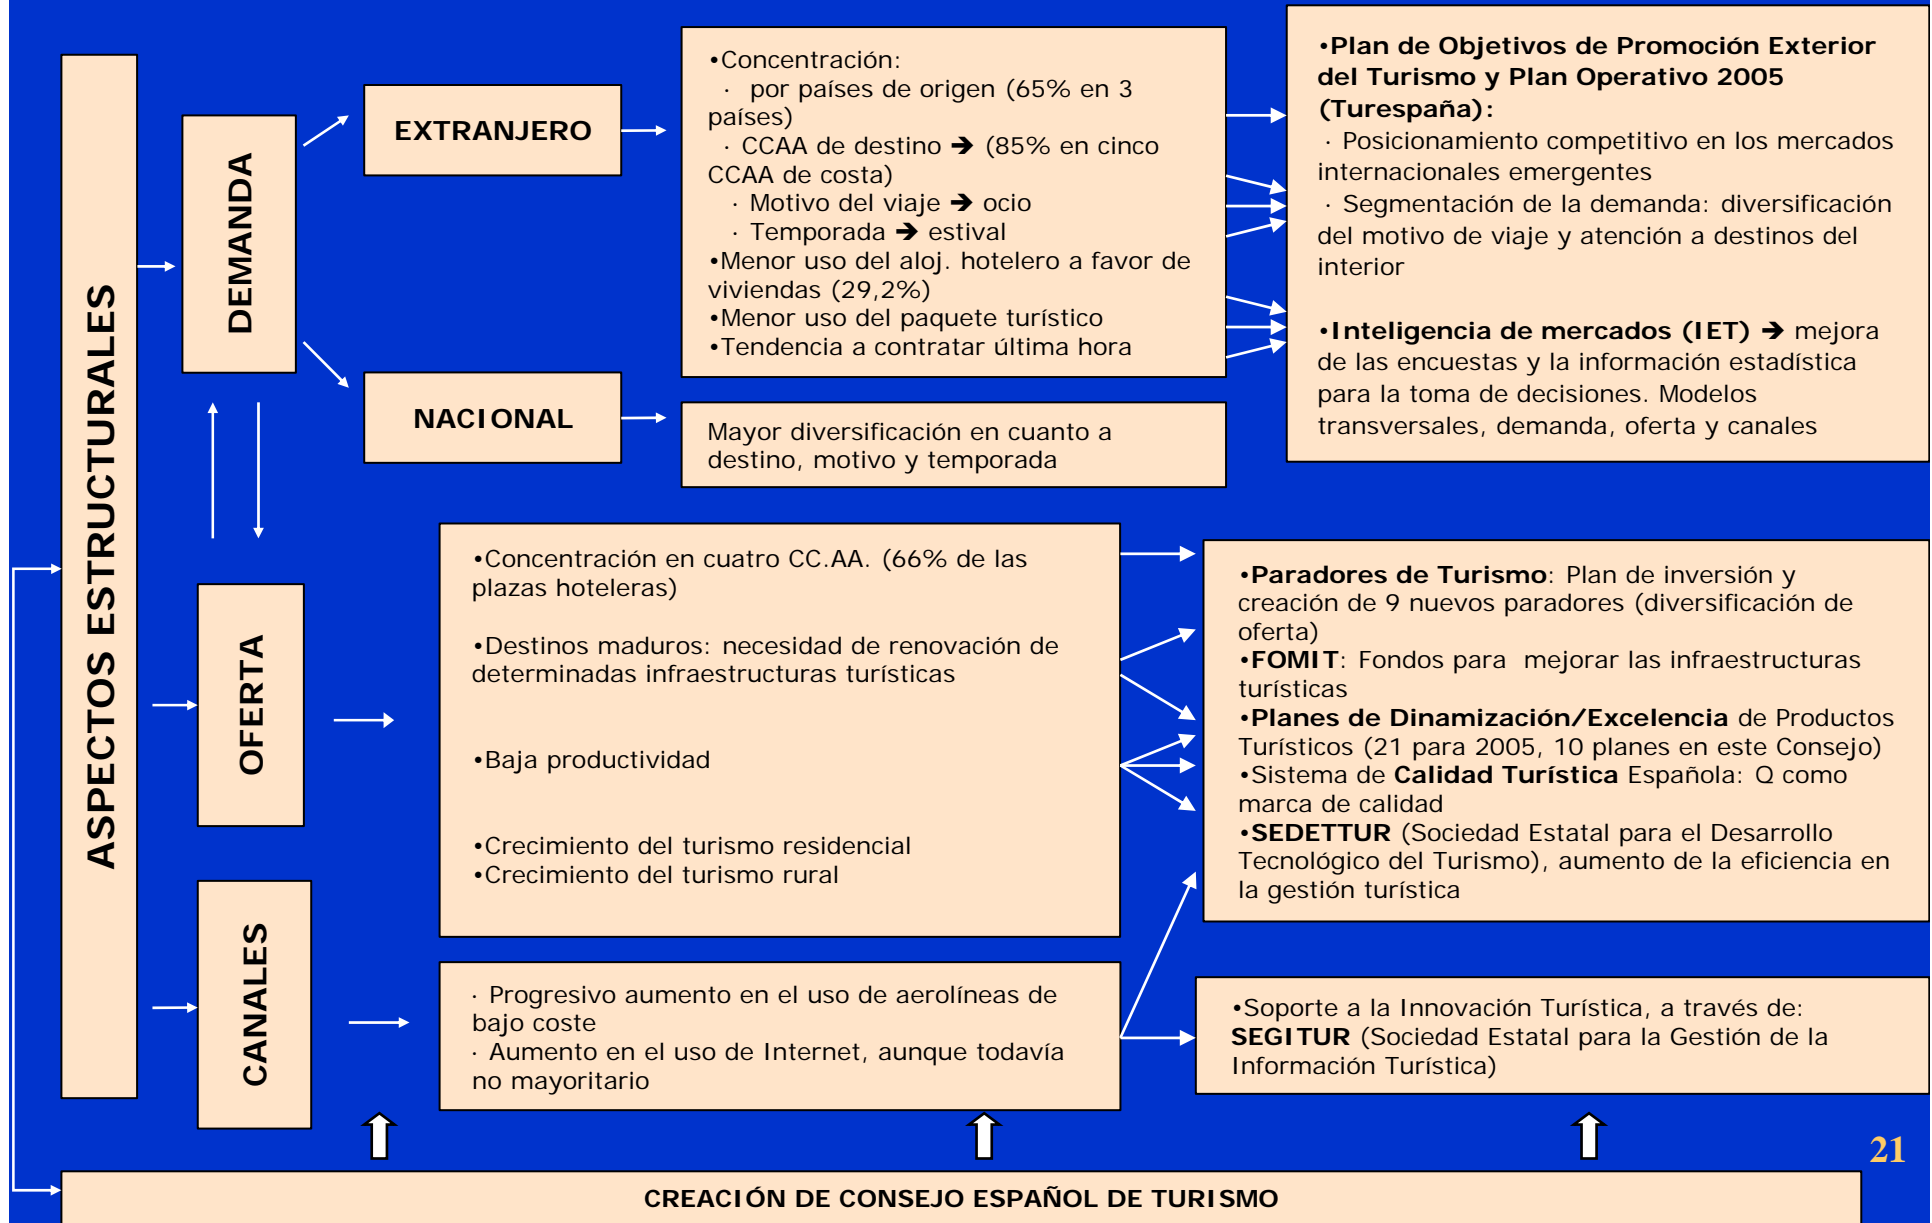 ASPECTOS ESTRUCTURALES
DEMANDA
EXTRANJERO
•Concentración:
· por países de origen (65% en 3
países)
· CCAA de destino ➔ (85% en cinco
CCAA de costa)
· Motivo del viaje ➔ ocio
· Temporada ➔ estival
•Menor uso del aloj. hotelero a favor de
viviendas (29,2%)
•Menor uso del paquete turístico
•Tendencia a contratar última hora
•Plan de Objetivos de Promoción Exterior
del Turismo y Plan Operativo 2005
(Turespaña):
· Posicionamiento competitivo en los mercados
internacionales emergentes
· Segmentación de la demanda: diversificación
del motivo de viaje y atención a destinos del
interior
•Inteligencia de mercados (IET) ➔ mejora
de las encuestas y la información estadística
para la toma de decisiones. Modelos
transversales, demanda, oferta y canales
NACIONAL
Mayor diversificación en cuanto a
destino, motivo y temporada
OFERTA
•Concentración en cuatro CC.AA. (66% de las
plazas hoteleras)
•Destinos maduros: necesidad de renovación de
determinadas infraestructuras turísticas
•Baja productividad
•Crecimiento del turismo residencial
•Crecimiento del turismo rural
•Paradores de Turismo: Plan de inversión y
creación de 9 nuevos paradores (diversificación de
oferta)
•FOMIT: Fondos para mejorar las infraestructuras
turísticas
•Planes de Dinamización/Excelencia de Productos
Turísticos (21 para 2005, 10 planes en este Consejo)
•Sistema de Calidad Turística Española: Q como
marca de calidad
•SEDETTUR (Sociedad Estatal para el Desarrollo
Tecnológico del Turismo), aumento de la eficiencia en
la gestión turística
CANALES
· Progresivo aumento en el uso de aerolíneas de
bajo coste
· Aumento en el uso de Internet, aunque todavía
no mayoritario
•Soporte a la Innovación Turística, a través de:
SEGITUR (Sociedad Estatal para la Gestión de la
Información Turística)
21
CREACIÓN DE CONSEJO ESPAÑOL DE TURISMO